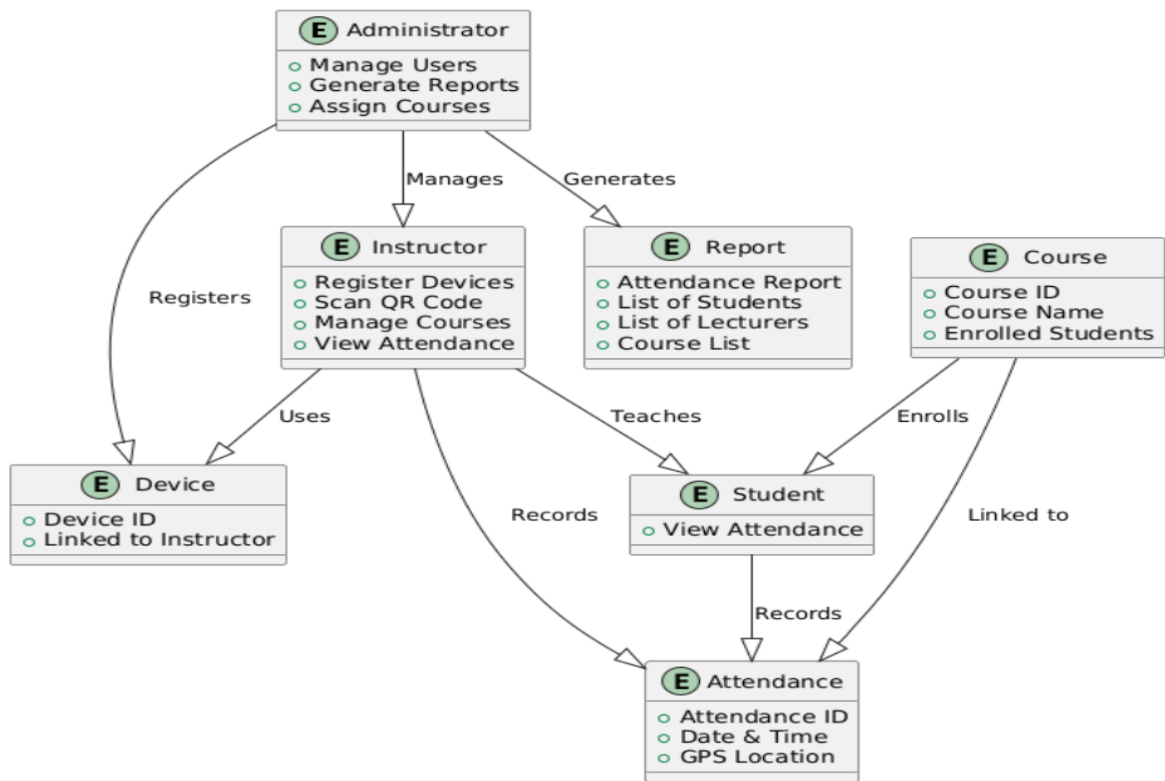 E Administrator
Manage Users
Generate Reports
Assign Courses
Manages
Generates
Registers
E Instructor
Register Devices
Scan QR Code
Manage Courses
View Attendance
E Report
Attendance Report
List of Students
List of Lecturers
Course List
E Course
Course ID
Course Name
Enrolled Students
Uses
Teaches
Enrolls
E Device
Device ID
Linked to Instructor
Records
E Student
View Attendance
Linked to
Records
E Attendance
Attendance ID
Date & Time
GPS Location